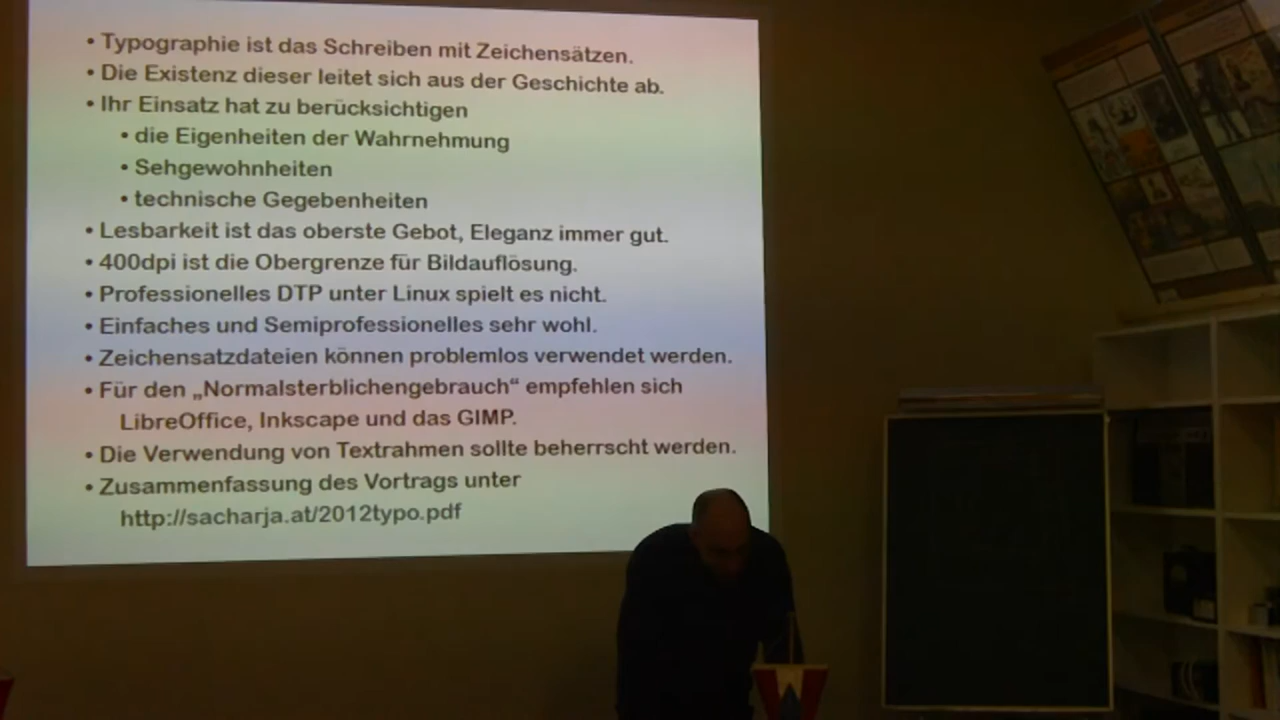 • Typographie ist das Schreiben mit Zeichensätzen.
• Die Existenz dieser leitet sich aus der Geschichte ab.
• Ihr Einsatz hat zu berücksichtigen
• die Eigenheiten der Wahrnehmung
• Sehgewohnheiten
• technische Gegebenheiten
• Lesbarkeit ist das oberste Gebot, Eleganz immer gut.
• 400dpi ist die Obergrenze für Bildauflösung.
• Professionelles DTP unter Linux spielt es nicht.
• Einfaches und Semiprofessionelles sehr wohl.
• Zeichensatzdateien können problemlos verwendet werden.
• Für den „Normalsterblichengebrauch“ empfehlen sich
LibreOffice, Inkscape und das GIMP.
• Die Verwendung von Textrahmen sollte beherrscht werden.
• Zusammenfassung des Vortrags unter
http://sacharja.at/2012typo.pdf